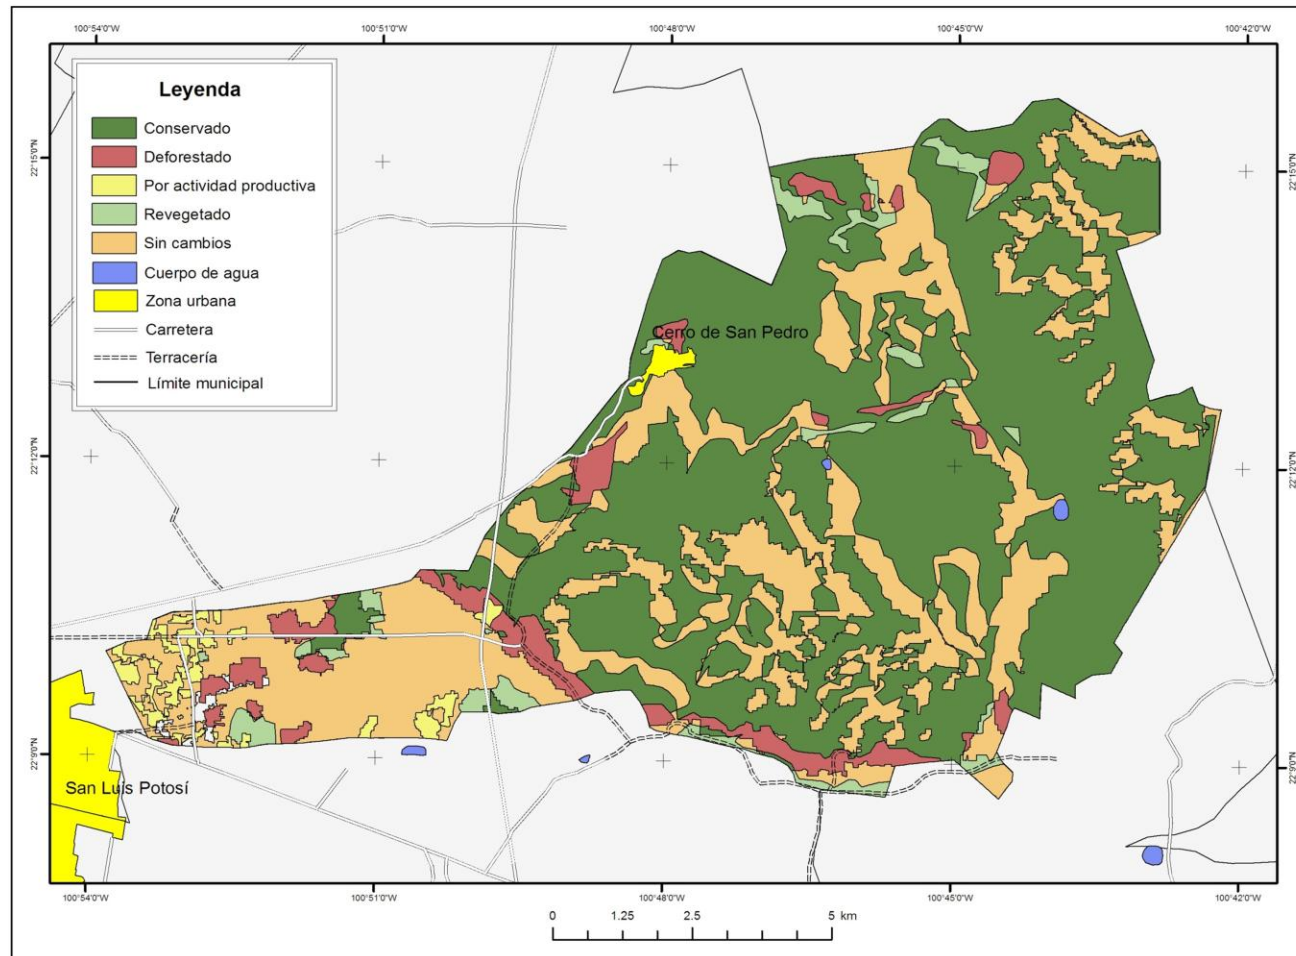 100°54'0"W
100°51'0"W
100°48'0"W
100°45'0"W
100°42'0"W
Leyenda
Conservado
Deforestado
Por actividad productiva
Revegetado
Sin cambios
Cuerpo de agua
Zona urbana
Carretera
Terracería
Límite municipal
22°15'0"N
22°15'0"N
Cerro de San Pedro
22°12'0"N
22°12'0"N
22°9'0"N
22°9'0"N
San Luis Potosí
100°54'0"W
100°51'0"W
100°48'0"W
100°45'0"W
100°42'0"W
0 1.25 2.5 5 km